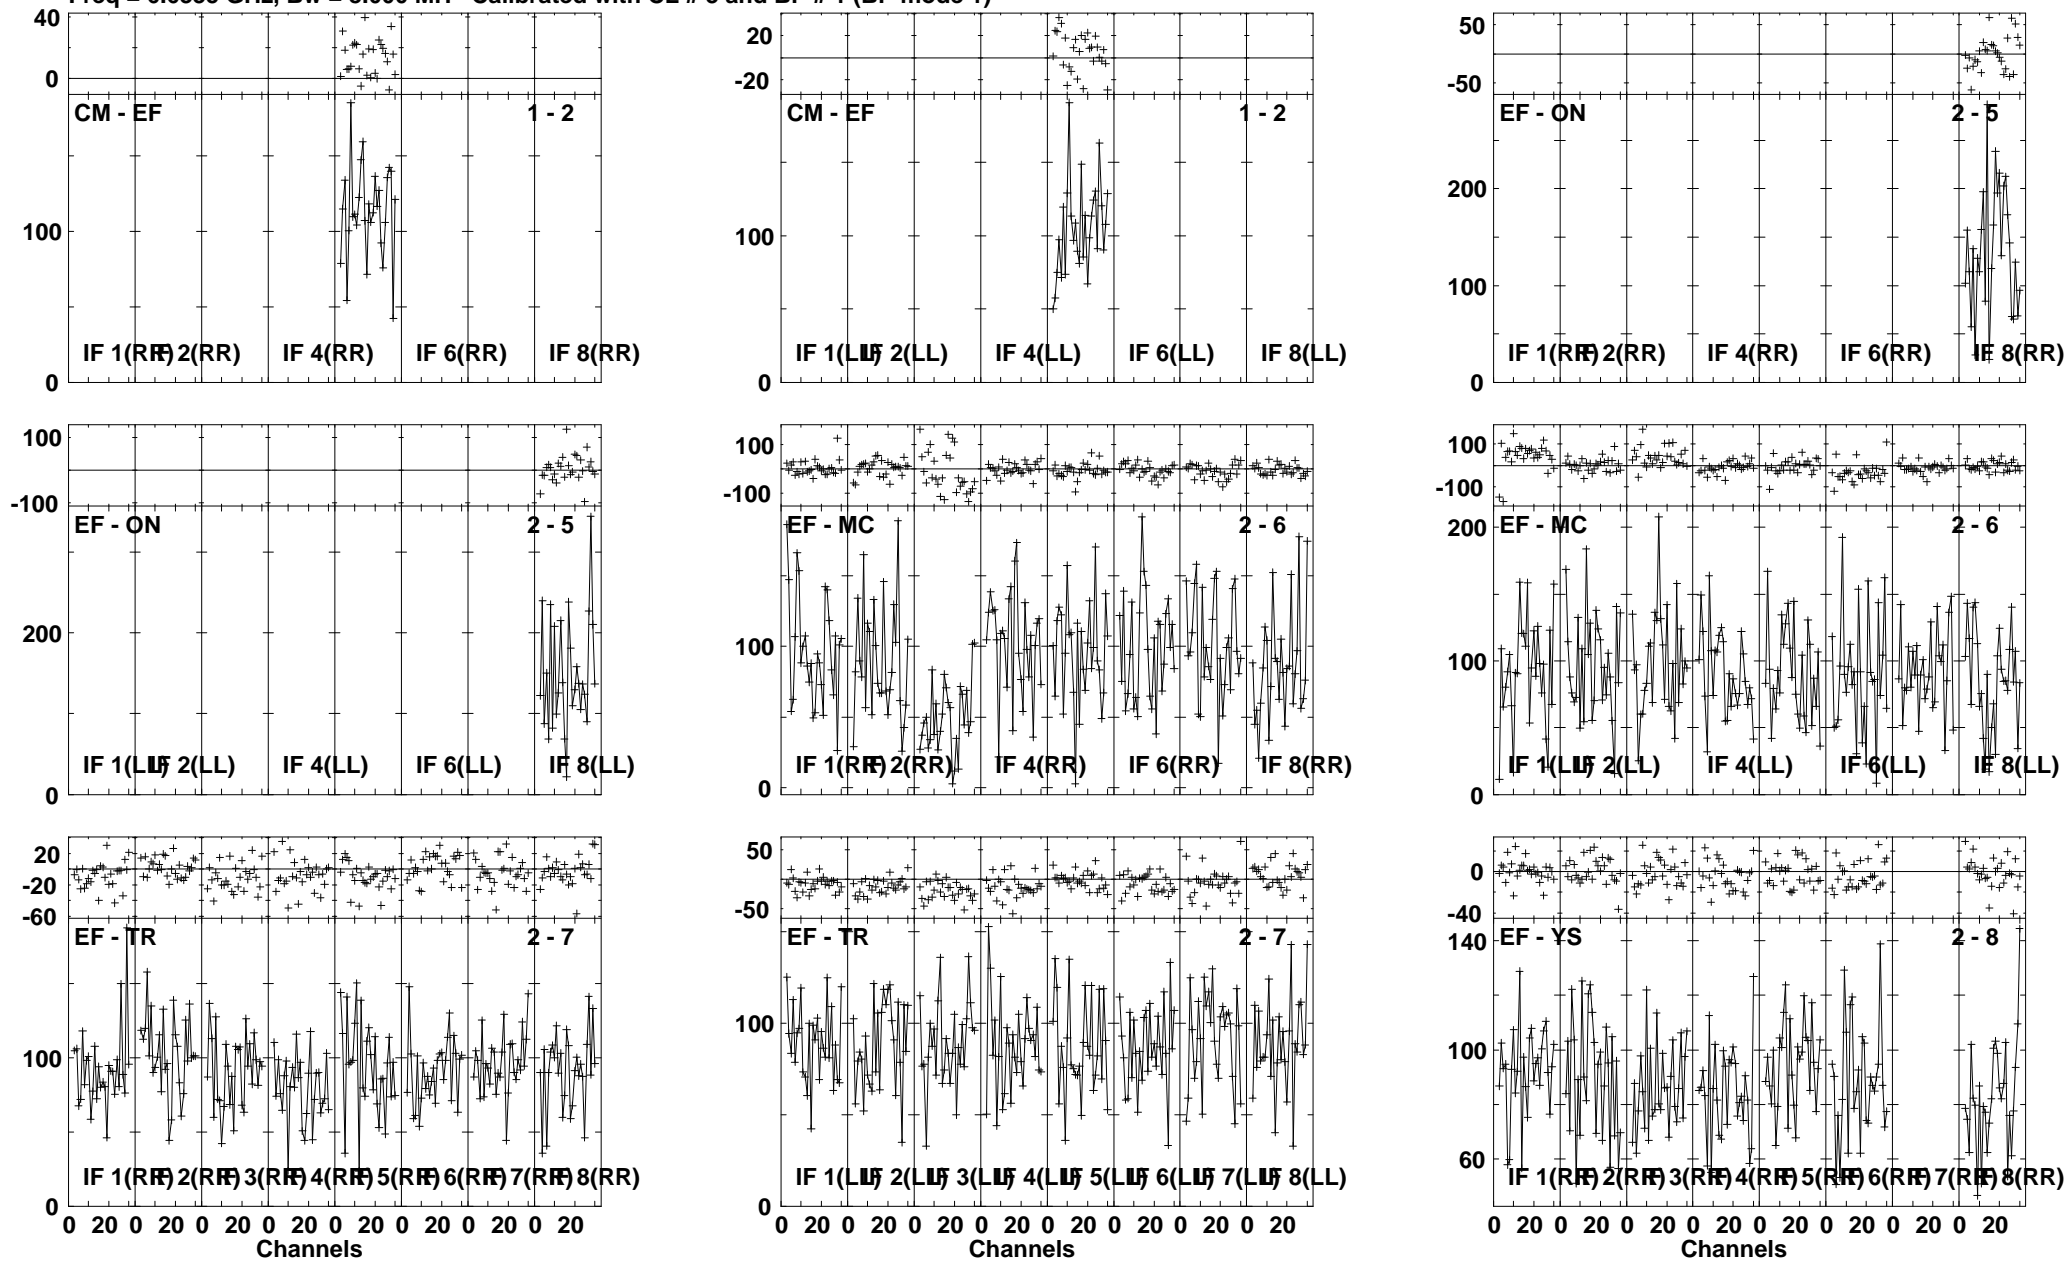 Freq = GHz, Bw = MH Calibrated with CL # and BP # (BP mode
40
0
20
-20
50
-50
CM - EF 1 - 2
CM - EF 1 - 2
EF - ON 2 - 5
100
100
200
100
IF 1(RR) IF 2(RR) IF 4(RR) IF 6(RR) IF 8(RR)
IF 1(LL) IF 2(LL) IF 4(LL) IF 6(LL) IF 8(LL)
IF 1(RR) IF 2(RR) IF 4(RR) IF 6(RR) IF 8(RR)
0
0
0
100
-100
100
-100
100
-100
EF - ON 2 - 5
EF - MC 2 - 6
EF - MC 2 - 6
200
100
200
100
IF 1(LL) IF 2(LL) IF 4(LL) IF 6(LL) IF 8(LL)
IF 1(RR) IF 2(RR) IF 4(RR) IF 6(RR) IF 8(RR)
IF 1(LL) IF 2(LL) IF 4(LL) IF 6(LL) IF 8(LL)
0
0
0
20
-20
-60
50
-50
0
-40
EF - TR 2 - 7
EF - TR 2 - 7
EF - YS 2 - 8
100
100
140
100
60
IF 1(RR) IF 2(RR) IF 3(RR) IF 4(RR) IF 5(RR) IF 6(RR) IF 7(RR) IF 8(RR)
IF 1(LL) IF 2(LL) IF 3(LL) IF 4(LL) IF 5(LL) IF 6(LL) IF 7(LL) IF 8(LL)
IF 1(RR) IF 2(RR) IF 3(RR) IF 4(RR) IF 5(RR) IF 6(RR) IF 7(RR) IF 8(RR)
0
0
0 20 0 20 0 20 0 20 0 20 0 20 0 20 0 20
0 20 0 20 0 20 0 20 0 20 0 20 0 20 0 20
0 20 0 20 0 20 0 20 0 20 0 20 0 20 0 20
Channels
Channels
Channels